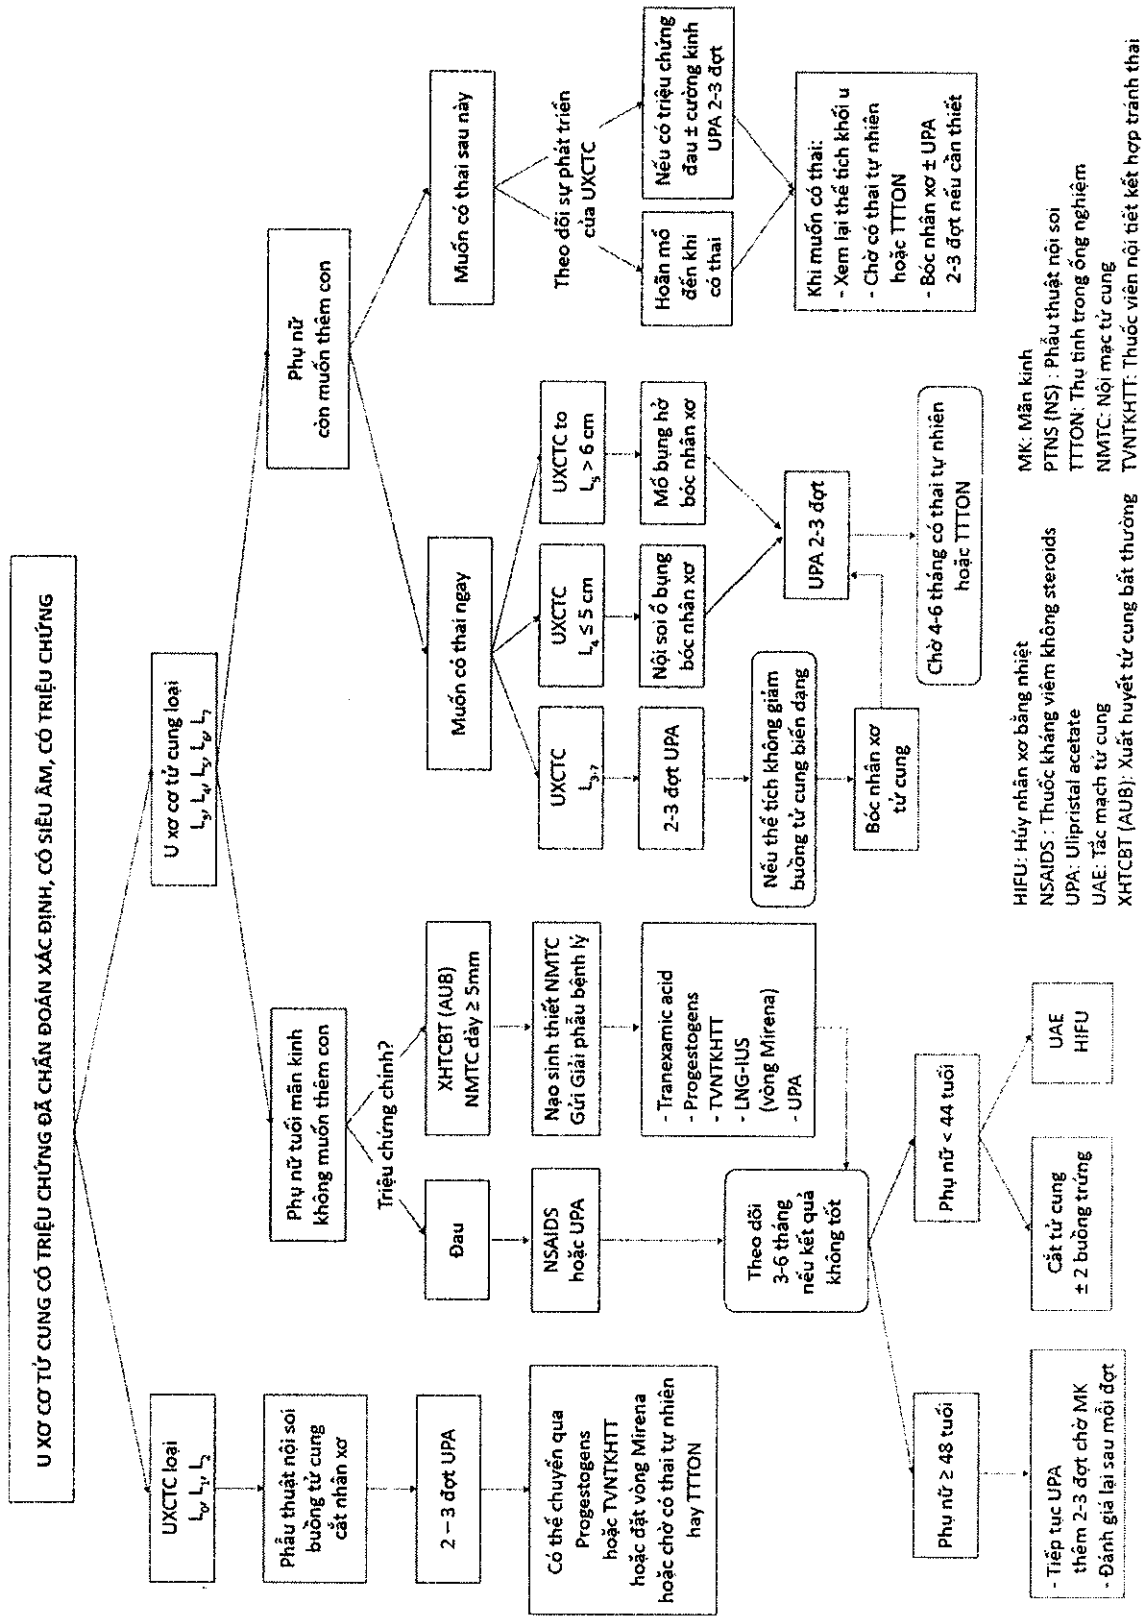 U XƠ CƠ TỬ CUNG CÓ TRIỆU CHỨNG ĐÃ CHẨN ĐOÁN XÁC ĐỊNH, CÓ SIÊU ÂM, CÓ TRIỆU CHỨNG
UXCTC loại
L0, L1, L2
Phẫu thuật nội soi
buồng tử cung
cắt nhân xơ
2 – 3 đợt UPA
Có thể chuyển qua
Progestogens
hoặc TVNTKHTT
hoặc đặt vòng Mirena
hoặc chờ có thai tự nhiên
hay TTTON
U xơ cơ tử cung loại
L3, L4, L5, L6, L7
Phụ nữ tuổi mãn kinh
không muốn thêm con
Triệu chứng chính?
Đau
NSAIDS
hoặc UPA
XHTCBT (AUB)
NMTC dày ≥ 5mm
Nạo sinh thiết NMTC
Gửi Giải phẫu bệnh lý
- Tranexamic acid
- Progestogens
- TVNTKHTT
- LNG-IUS
(vòng Mirena)
- UPA
Theo dõi
3-6 tháng
nếu kết quả
không tốt
Phụ nữ ≥ 48 tuổi
- Tiếp tục UPA
thêm 2-3 đợt chờ MK
- Đánh giá lại sau mỗi đợt
Phụ nữ < 44 tuổi
Cắt tử cung
± 2 buồng trứng
UAE
HIFU
Phụ nữ
còn muốn thêm con
Muốn có thai ngay
UXCTC
L3-7
2-3 đợt UPA
Nếu thể tích không giảm
buồng tử cung biến dạng
Bóc nhân xơ
tử cung
UXCTC
L4 ≤ 5 cm
Nội soi ổ bụng
bóc nhân xơ
UXCTC to
L5 > 6 cm
Mổ bụng hở
bóc nhân xơ
UPA 2-3 đợt
Chờ 4-6 tháng có thai tự nhiên
hoặc TTTON
Muốn có thai sau này
Theo dõi sự phát triển
của UXCTC
Hoãn mổ
đến khi
có thai
Nếu có triệu chứng
đau ± cường kinh
UPA 2-3 đợt
Khi muốn có thai:
- Xem lại thể tích khối u
- Chờ có thai tự nhiên
hoặc TTTON
- Bóc nhân xơ ± UPA
2-3 đợt nếu cần thiết
HIFU: Hủy nhân xơ bằng nhiệt
NSAIDS : Thuốc kháng viêm không steroids
UPA: Ulipristal acetate
UAE: Tắc mạch tử cung
XHTCBT (AUB): Xuất huyết tử cung bất thường
MK: Mãn kinh
PTNS (NS) : Phẫu thuật nội soi
TTTON: Thụ tinh trong ống nghiệm
NMTC: Nội mạc tử cung
TVNTKHTT: Thuốc viên nội tiết kết hợp tránh thai